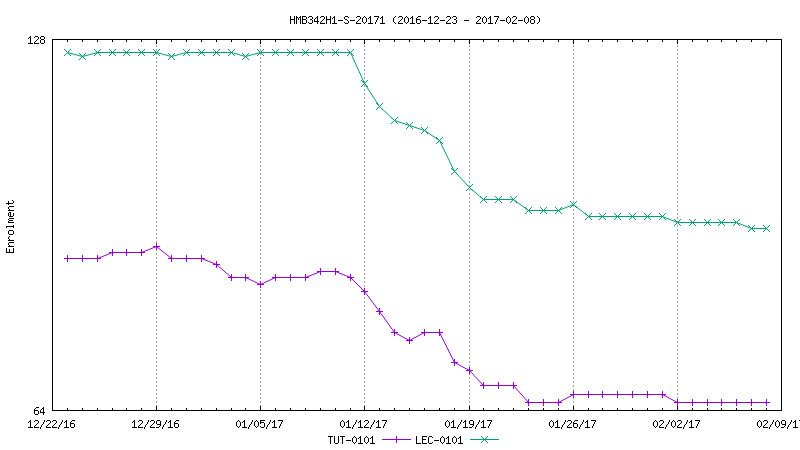 HMB342H1-S-20171 (2016-12-23 - 2017-02-08)
128
Enrolment
64
12/22/16 12/29/16 01/05/17 01/12/17 01/19/17 01/26/17 02/02/17 02/09/1
TUT-0101 LEC-0101